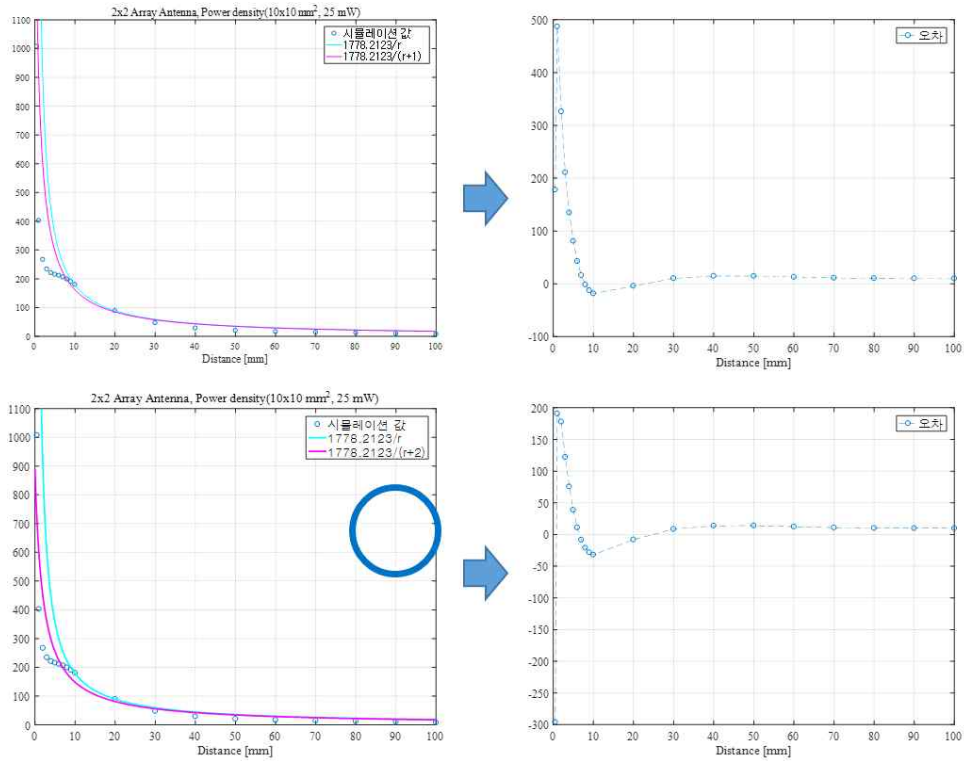 2x2 Array Antenna, Power density(10x10 mm², 25 mW)
1100
1000
900
800
700
600
500
400
300
200
100
0
0 10 20 30 40 50 60 70 80 90 100
Distance [mm]
시뮬레이션 값
1778.2123/r
1778.2123/(r+1)
500
400
300
200
100
0
-100
0 10 20 30 40 50 60 70 80 90 100
Distance [mm]
오차
2x2 Array Antenna, Power density(10x10 mm², 25 mW)
1100
1000
900
800
700
600
500
400
300
200
100
0
0 10 20 30 40 50 60 70 80 90 100
Distance [mm]
시뮬레이션 값
1778.2123/r
1778.2123/(r+2)
200
150
100
50
0
-50
-100
-150
-200
-250
-300
0 10 20 30 40 50 60 70 80 90 100
Distance [mm]
오차